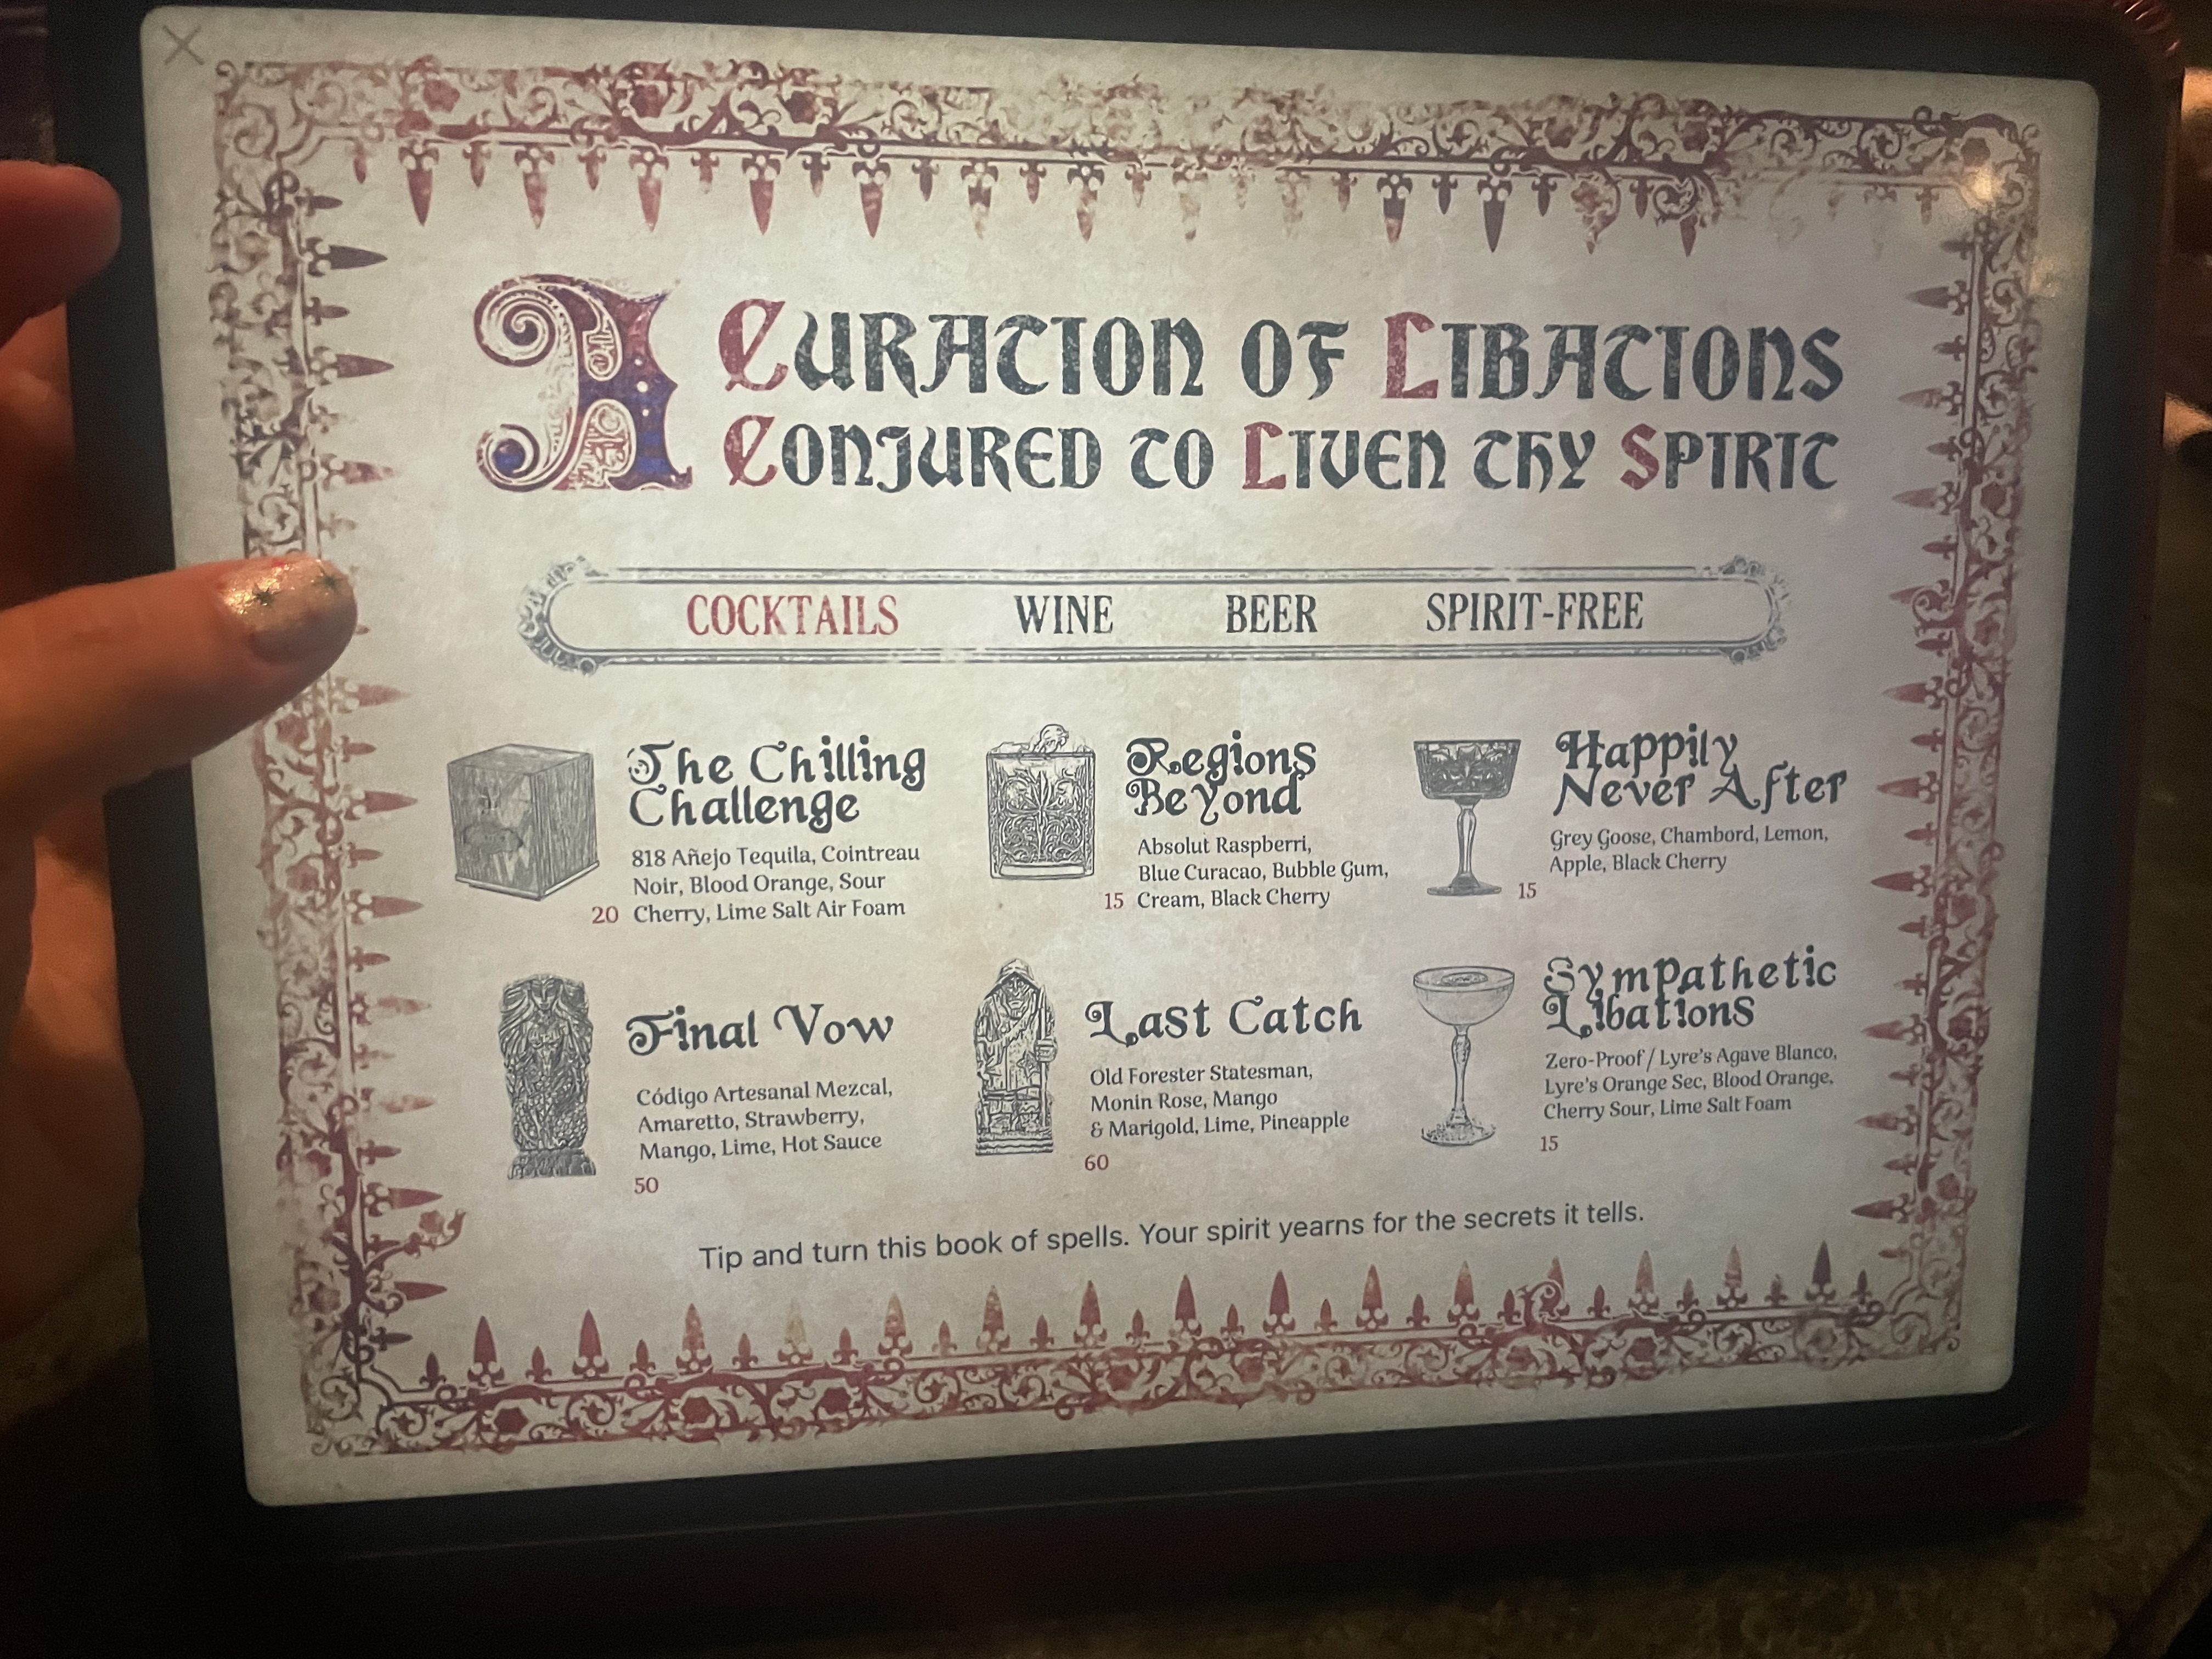 A CURATION OF LIBATIONS
CONJURED TO LIVEN THY SPIRIT
COCKTAILS WINE BEER SPIRIT-FREE
The Chilling
Challenge
818 Añejo Tequila, Cointreau
Noir, Blood Orange, Sour
20 Cherry, Lime Salt Air Foam
Regions
Beyond
Absolut Raspberri,
Blue Curacao, Bubble Gum,
15 Cream, Black Cherry
Happily
Never After
Grey Goose, Chambord, Lemon,
Apple, Black Cherry
15
Final Vow
Código Artesanal Mezcal,
Amaretto, Strawberry,
Mango, Lime, Hot Sauce
50
Last Catch
Old Forester Statesman,
Monin Rose, Mango
& Marigold, Lime, Pineapple
60
Sympathetic
Libations
Zero-Proof / Lyre's Agave Blanco,
Lyre's Orange Sec, Blood Orange,
Cherry Sour, Lime Salt Foam
15
Tip and turn this book of spells. Your spirit yearns for the secrets it tells.